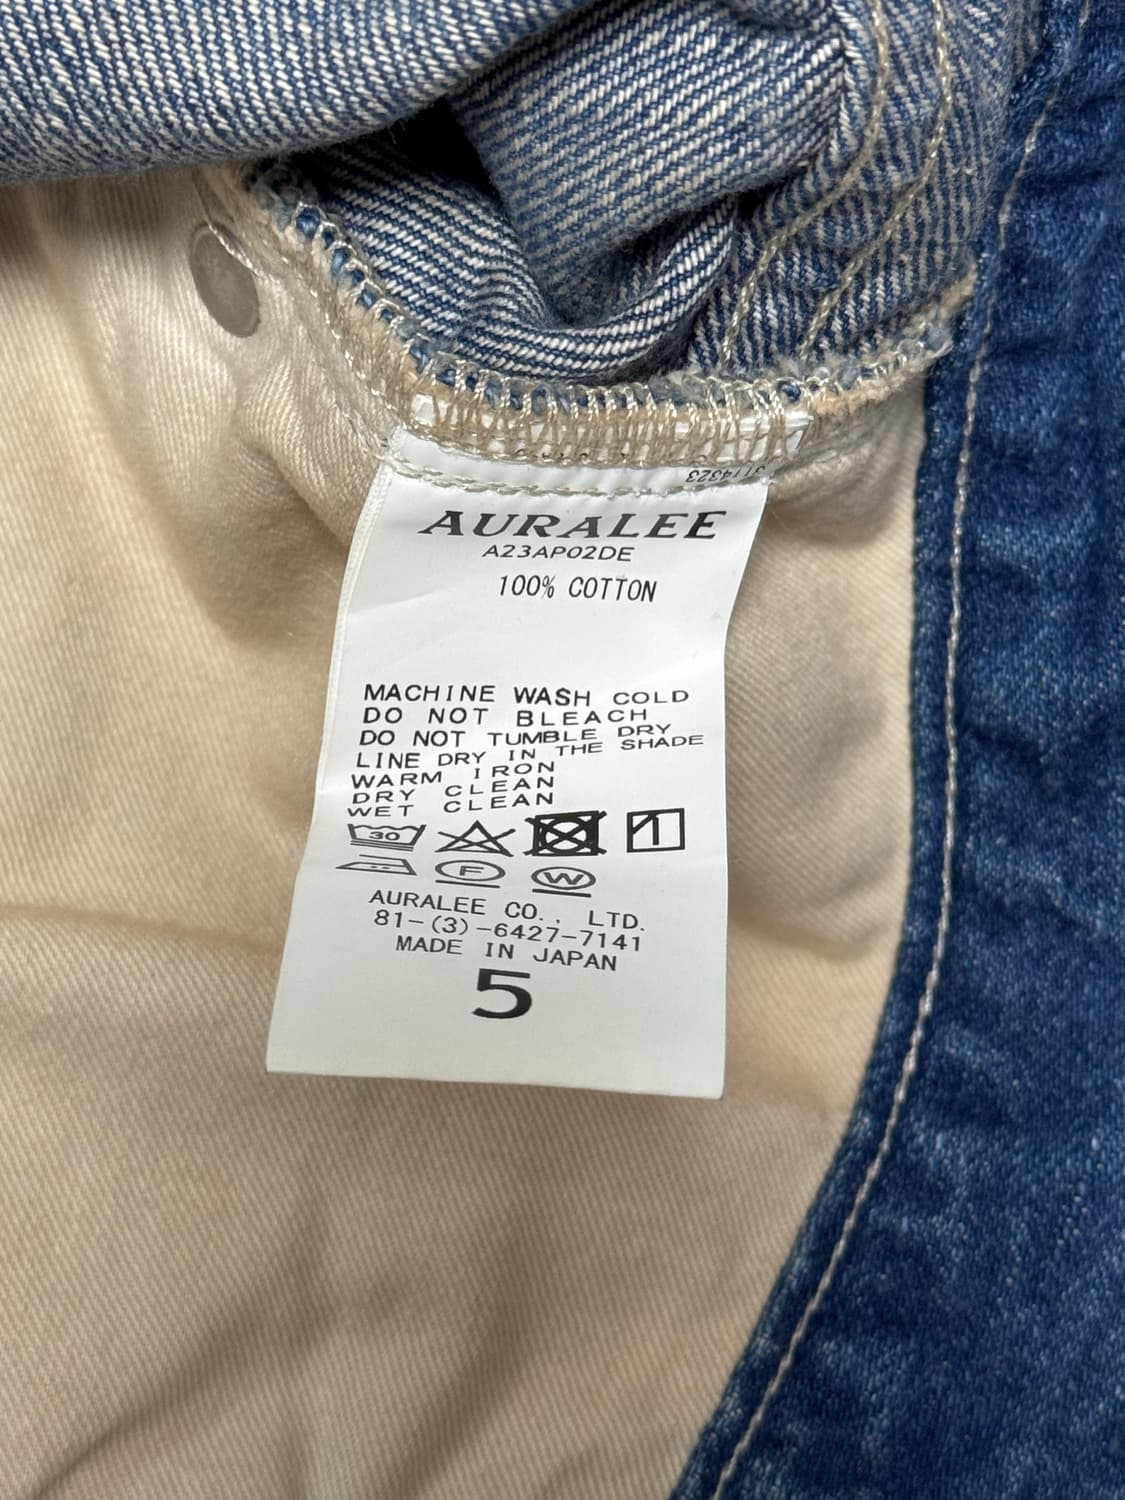 3114323
AURALEE
A23AP02DE
100% COTTON
MACHINE WASH COLD
DO NOT BLEACH
DO NOT TUMBLE DRY
LINE DRY IN THE SHADE
WARM IRON
DRY CLEAN
WET CLEAN
30
F W
AURALEE CO., LTD.
81-(3)-6427-7141
MADE IN JAPAN
5